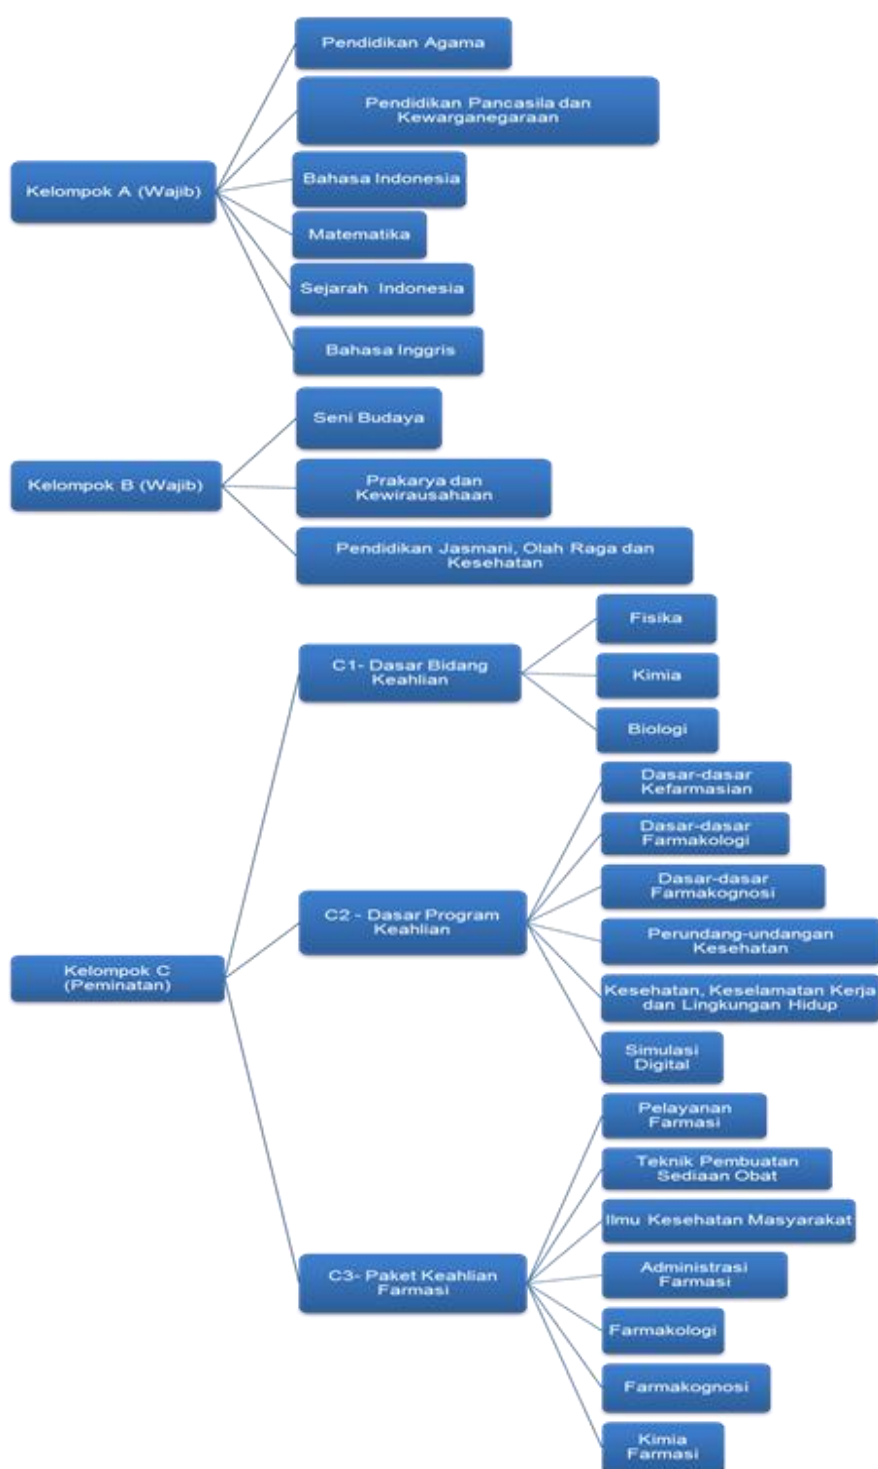 Pendidikan Agama
Pendidikan Pancasila dan
Kewarganegaraan
Kelompok A (Wajib)
Bahasa Indonesia
Matematika
Sejarah Indonesia
Bahasa Inggris
Seni Budaya
Kelompok B (Wajib)
Prakarya dan
Kewirausahaan
Pendidikan Jasmani, Olah Raga dan
Kesehatan
Kelompok C
(Peminatan)
C1- Dasar Bidang
Keahlian
Fisika
Kimia
Biologi
C2 - Dasar Program
Keahlian
Dasar-dasar
Kefarmasian
Dasar-dasar
Farmakologi
Dasar-dasar
Farmakognosi
Perundang-undangan
Kesehatan
Kesehatan, Keselamatan Kerja
dan Lingkungan Hidup
Simulasi
Digital
C3- Paket Keahlian
Farmasi
Pelayanan
Farmasi
Teknik Pembuatan
Sediaan Obat
Ilmu Kesehatan Masyarakat
Administrasi
Farmasi
Farmakologi
Farmakognosi
Kimia
Farmasi